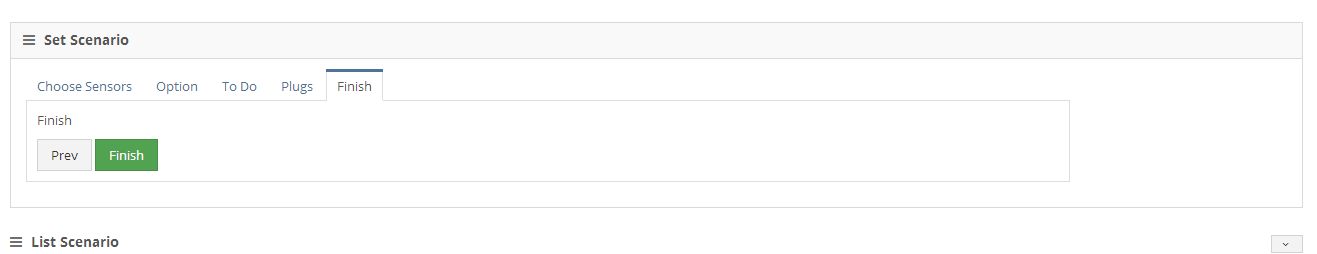 Set Scenario
Choose Sensors Option To Do Plugs Finish
Finish
Prev Finish
List Scenario